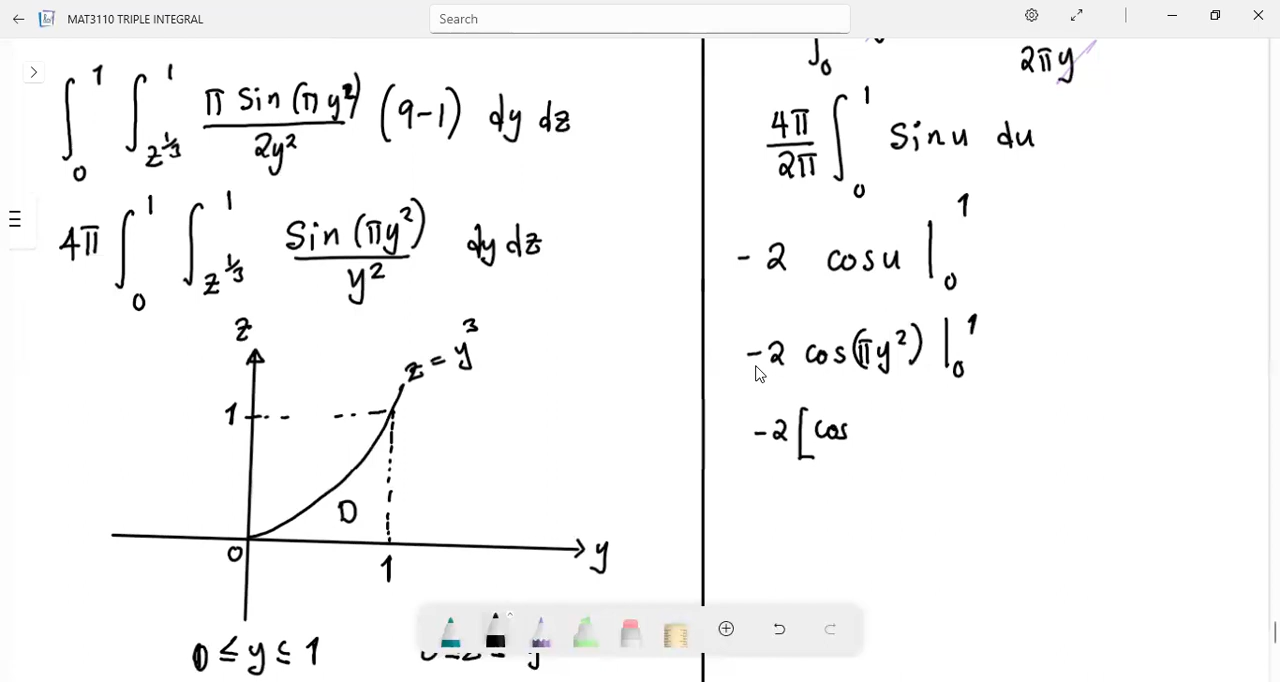 MAT3110 TRIPLE INTEGRAL
Search
∫₀¹ ∫_{z^{1/3}}^1 π sin(πy²)/2y² (9-1) dy dz
4π ∫₀¹ ∫_{z^{1/3}}^1 Sin (πy²)/y² dy dz
z
z = y³
1
D
0
1
y
0 ≤ y ≤ 1
∫₀
2πy
4π/2π ∫₀¹ Sin u du
-2 cos u |₀¹
-2 cos(πy²) |₀¹
-2 [cos